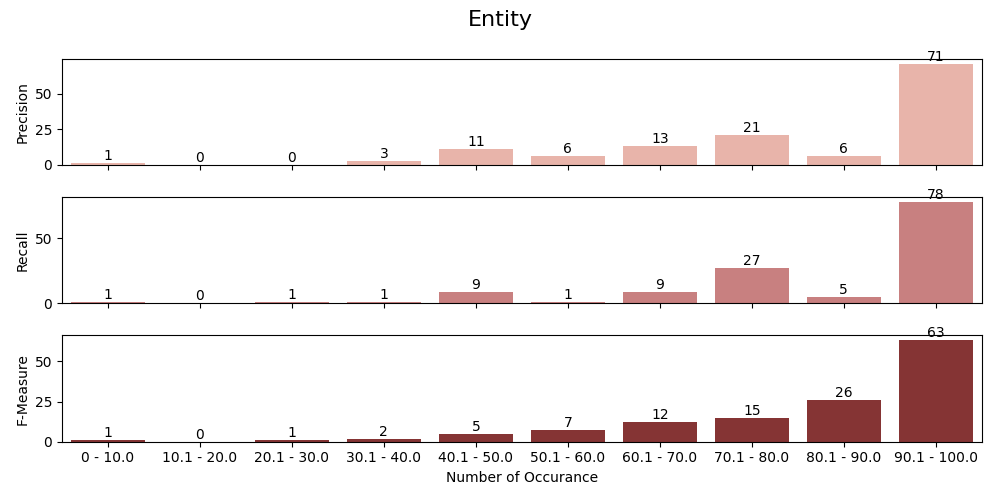 Entity
Precision
50
25
0
1 0 0 3 11 6 13 21 6 71
Recall
50
0
1 0 1 1 9 1 9 27 5 78
F-Measure
50
25
0
1 0 1 2 5 7 12 15 26 63
0 - 10.0 10.1 - 20.0 20.1 - 30.0 30.1 - 40.0 40.1 - 50.0 50.1 - 60.0 60.1 - 70.0 70.1 - 80.0 80.1 - 90.0 90.1 - 100.0
Number of Occurance